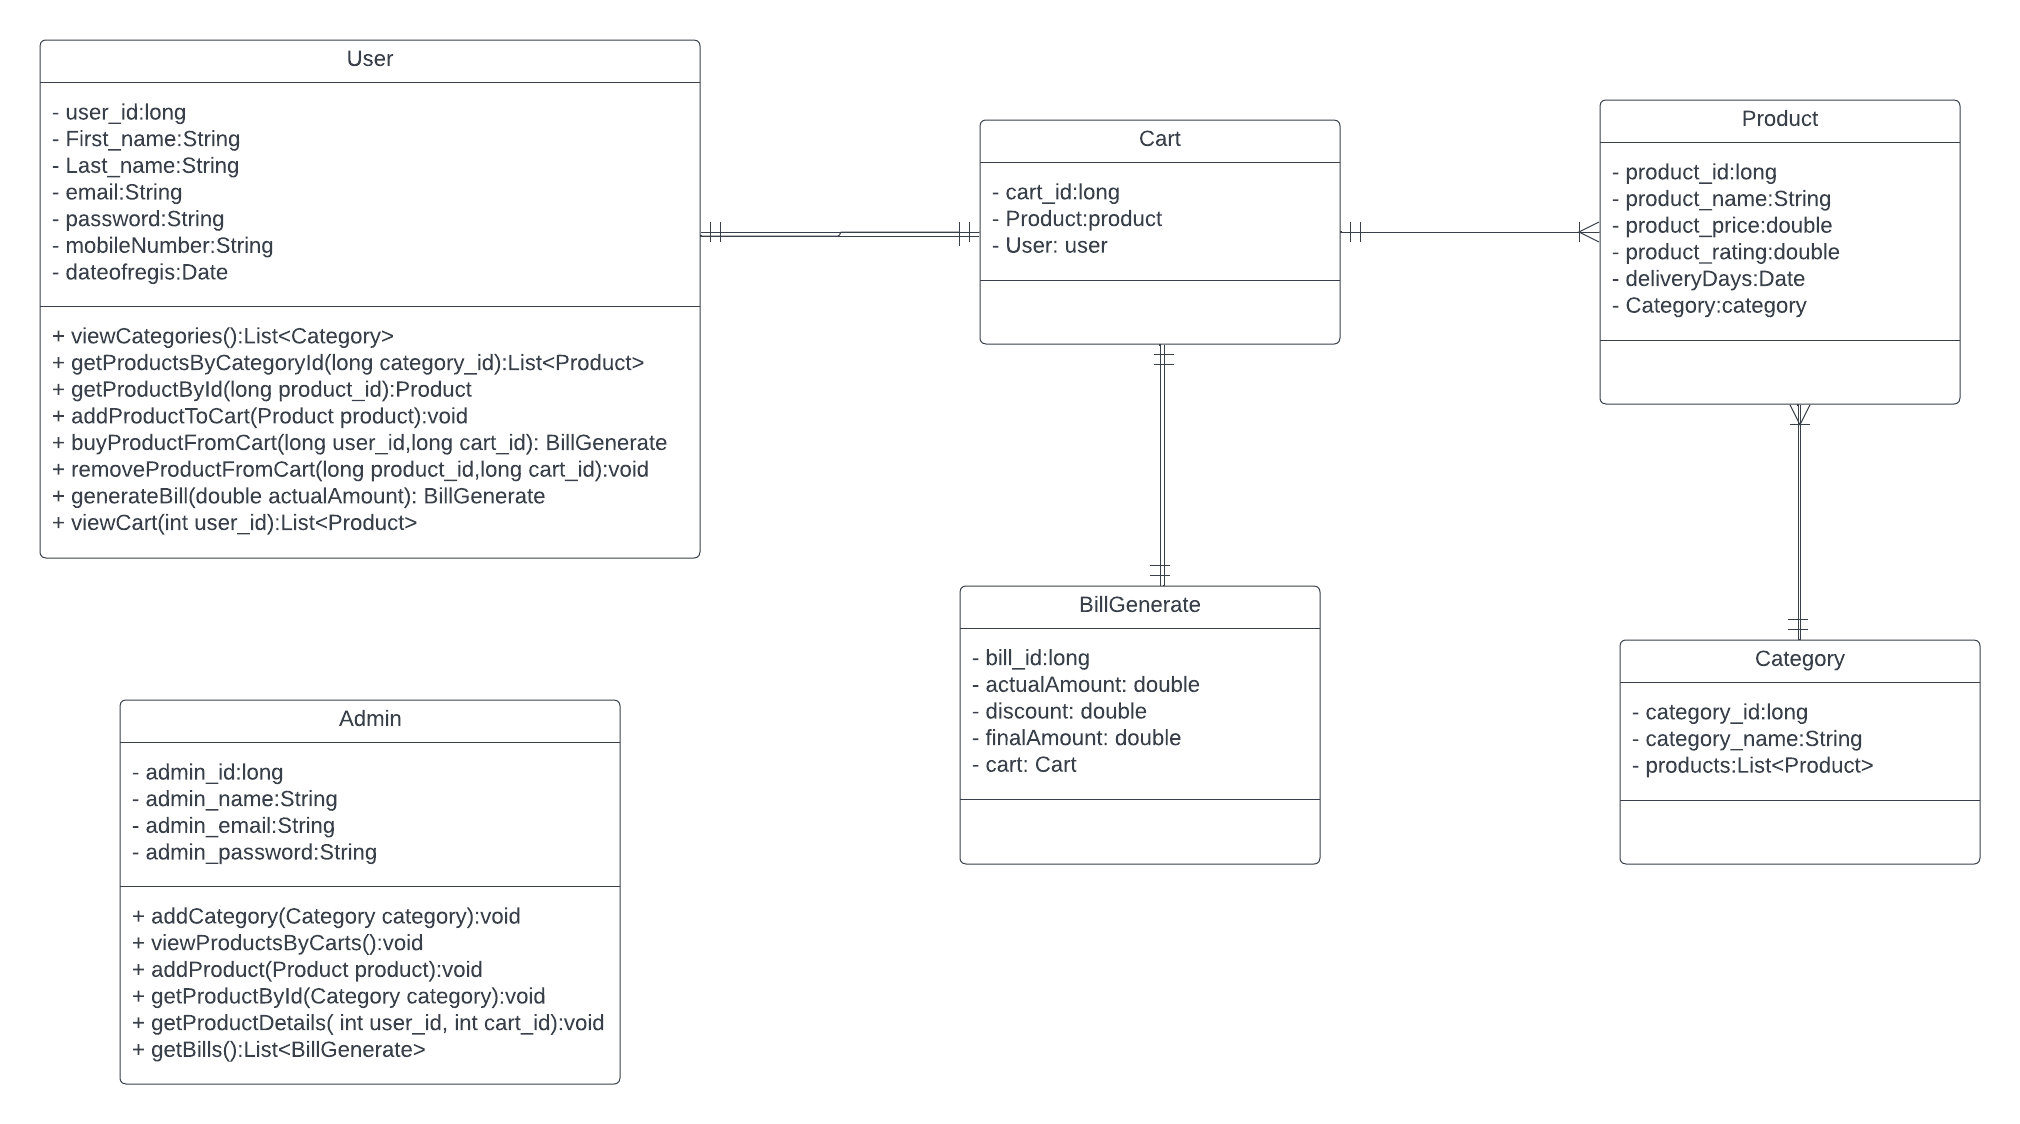 User
- user_id:long
- First_name:String
- Last_name:String
- email:String
- password:String
- mobileNumber:String
- dateofregis:Date
+ viewCategories():List<Category>
+ getProductsByCategoryId(long category_id):List<Product>
+ getProductById(long product_id):Product
+ addProductToCart(Product product):void
+ buyProductFromCart(long user_id,long cart_id): BillGenerate
+ removeProductFromCart(long product_id,long cart_id):void
+ generateBill(double actualAmount): BillGenerate
+ viewCart(int user_id):List<Product>
Cart
- cart_id:long
- Product:product
- User: user
Product
- product_id:long
- product_name:String
- product_price:double
- product_rating:double
- deliveryDays:Date
- Category:category
BillGenerate
- bill_id:long
- actualAmount: double
- discount: double
- finalAmount: double
- cart: Cart
Category
- category_id:long
- category_name:String
- products:List<Product>
Admin
- admin_id:long
- admin_name:String
- admin_email:String
- admin_password:String
+ addCategory(Category category):void
+ viewProductsByCarts():void
+ addProduct(Product product):void
+ getProductById(Category category):void
+ getProductDetails( int user_id, int cart_id):void
+ getBills():List<BillGenerate>